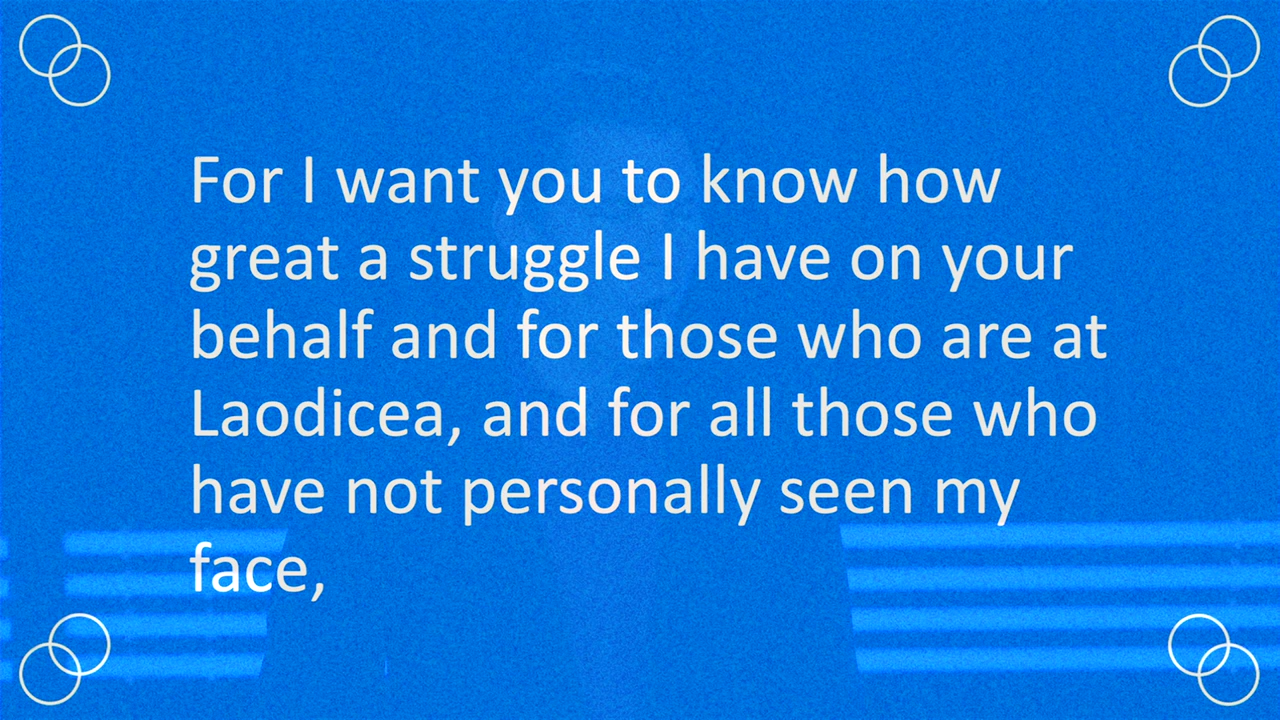 For I want you to know how
great a struggle I have on your
behalf and for those who are at
Laodicea, and for all those who
have not personally seen my
face,